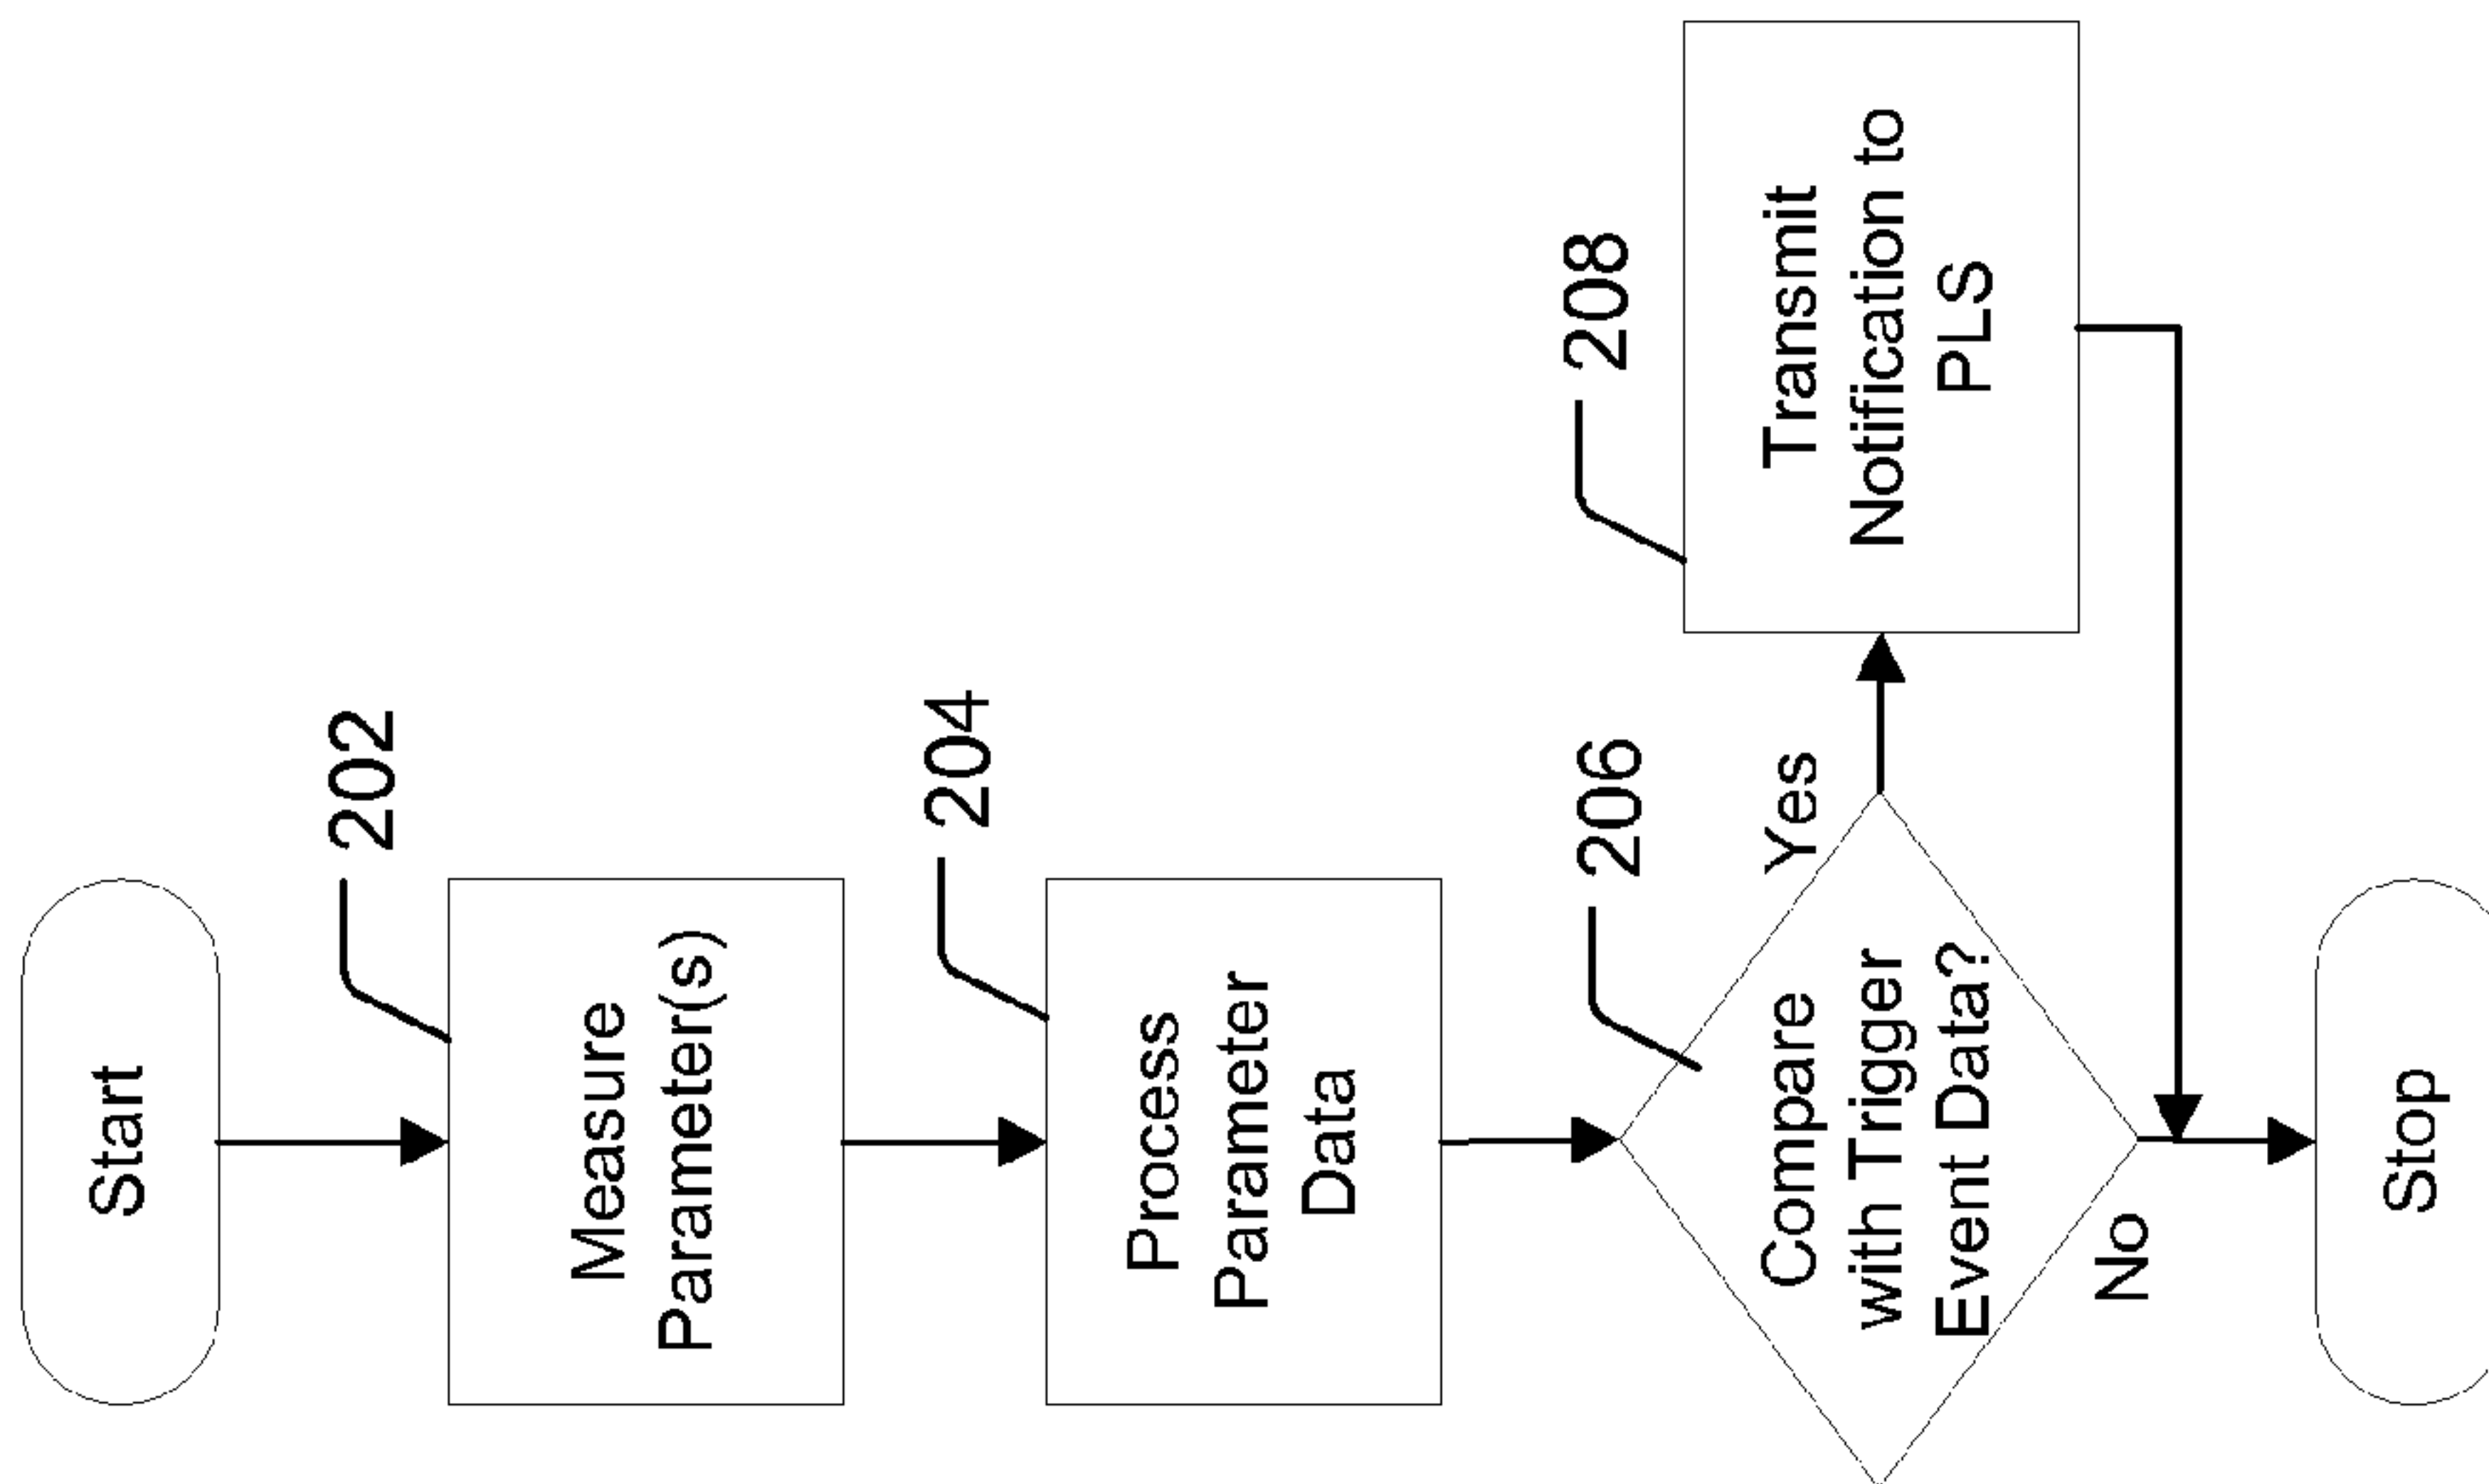 Start
202
Measure
Parameter(s)
204
Process
Parameter
Data
206
Compare
with Trigger
Event Data?
Yes
208
Transmit
Notification to
PLS
No
Stop